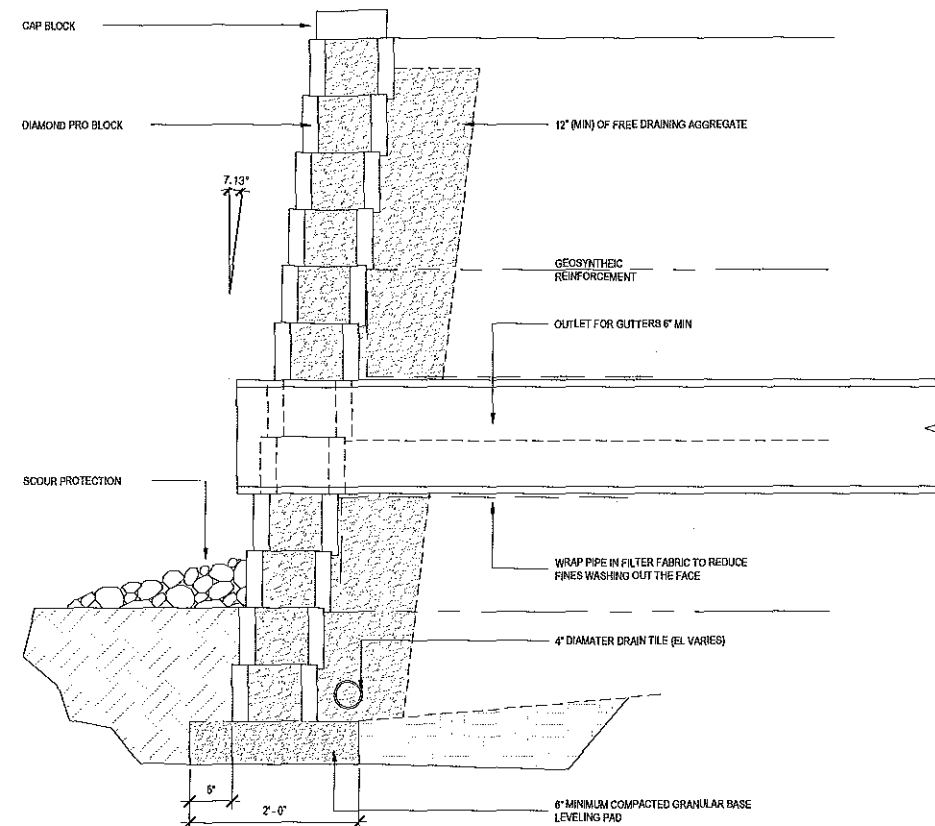 CAP BLOCK
DIAMOND PRO BLOCK
12" (MIN) OF FREE DRAINING AGGREGATE
7.13°
GEOSYNTHEIC
REINFORCEMENT
OUTLET FOR GUTTERS 6" MIN
SCOUR PROTECTION
WRAP PIPE IN FILTER FABRIC TO REDUCE
FINES WASHING OUT THE FACE
4" DIAMATER DRAIN TILE (EL VARIES)
6"
2'-0"
6" MINIMUM COMPACTED GRANULAR BASE
LEVELING PAD